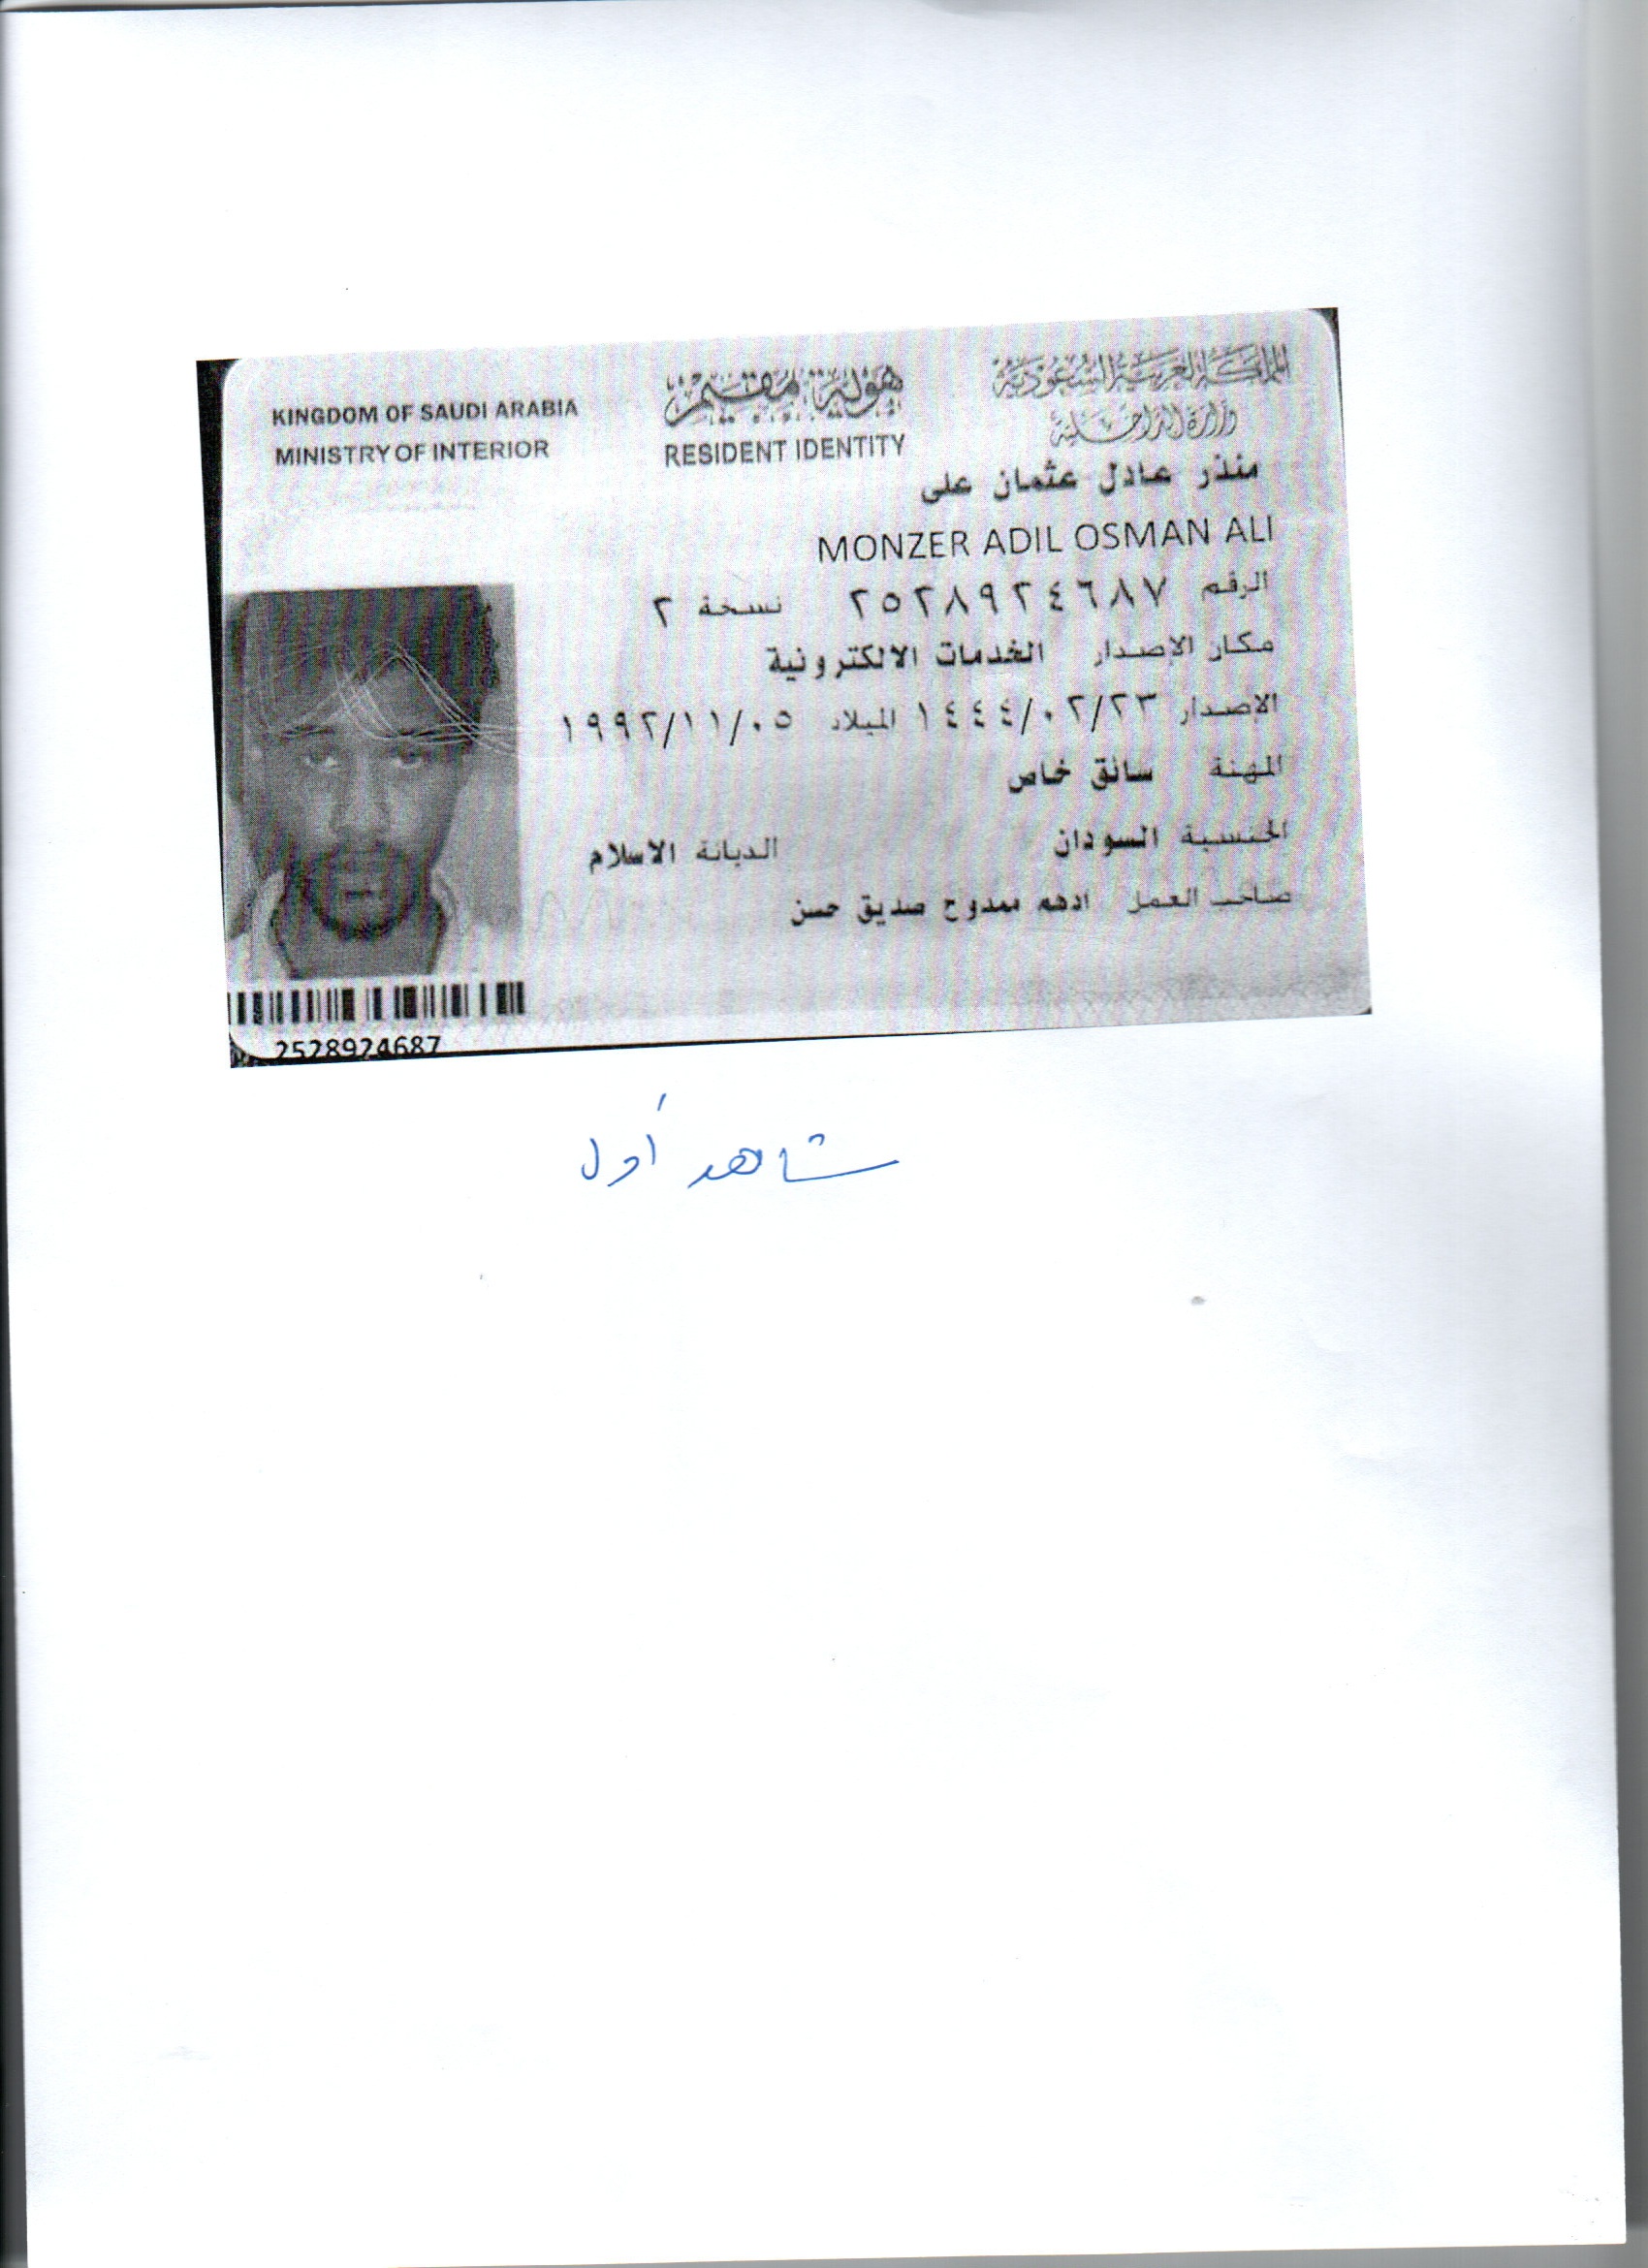 المملكة العربية السعودية
وزارة الداخلية
هوية مقيم
RESIDENT IDENTITY
KINGDOM OF SAUDI ARABIA
MINISTRY OF INTERIOR
منذر عادل عثمان على
MONZER ADIL OSMAN ALI
الرقم ٢٥٢٨٩٢٤٦٨٧ نسخة ٢
مكان الإصدار الخدمات الالكترونية
الإصدار ١٤٤٤/٠٢/٢٣ الميلاد ١٩٩٢/١١/٠٥
المهنة سائق خاص
الجنسية السودان الديانة الاسلام
صاحب العمل ادهم ممدوح صديق حسن
2528924687
شاهد أول